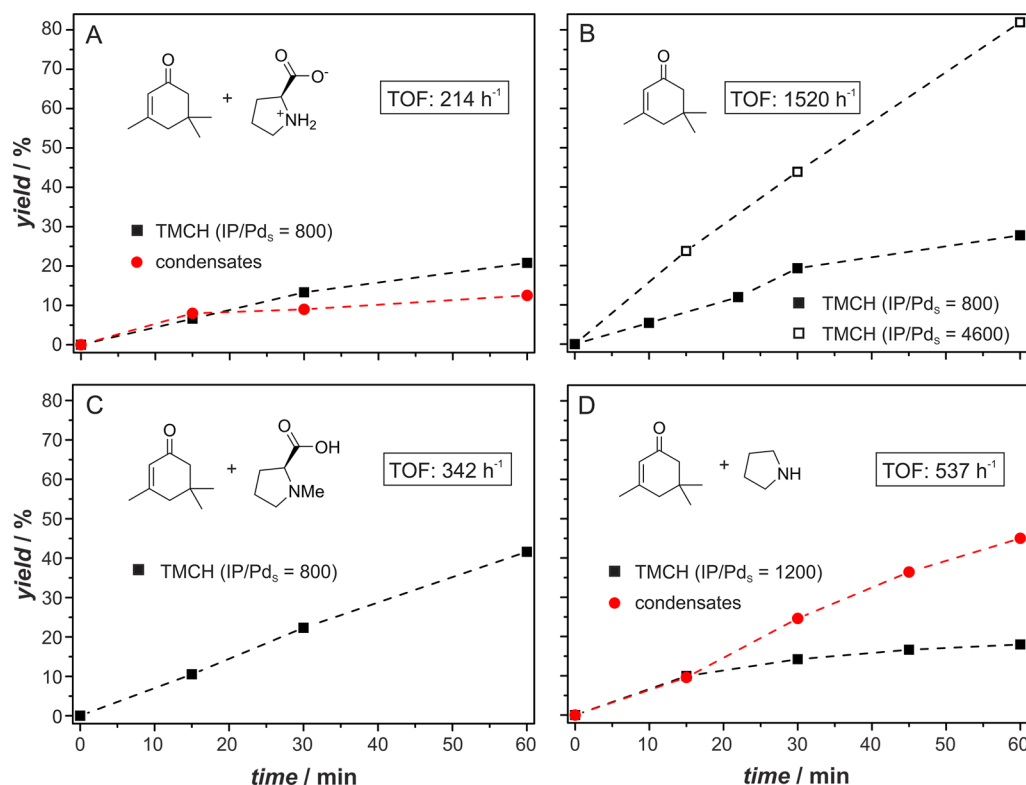 A
O
+
O
O-
N
+
H2
TOF: 214 h-1
TMCH (IP/Pds = 800)
condensates
yield / %
80
70
60
50
40
30
20
10
0
B
O
TOF: 1520 h-1
TMCH (IP/Pds = 800)
TMCH (IP/Pds = 4600)
C
O
+
O
OH
NMe
TOF: 342 h-1
TMCH (IP/Pds = 800)
yield / %
80
70
60
50
40
30
20
10
0
0 10 20 30 40 50 60
time / min
D
O
+
NH
TOF: 537 h-1
TMCH (IP/Pds = 1200)
condensates
0 10 20 30 40 50 60
time / min